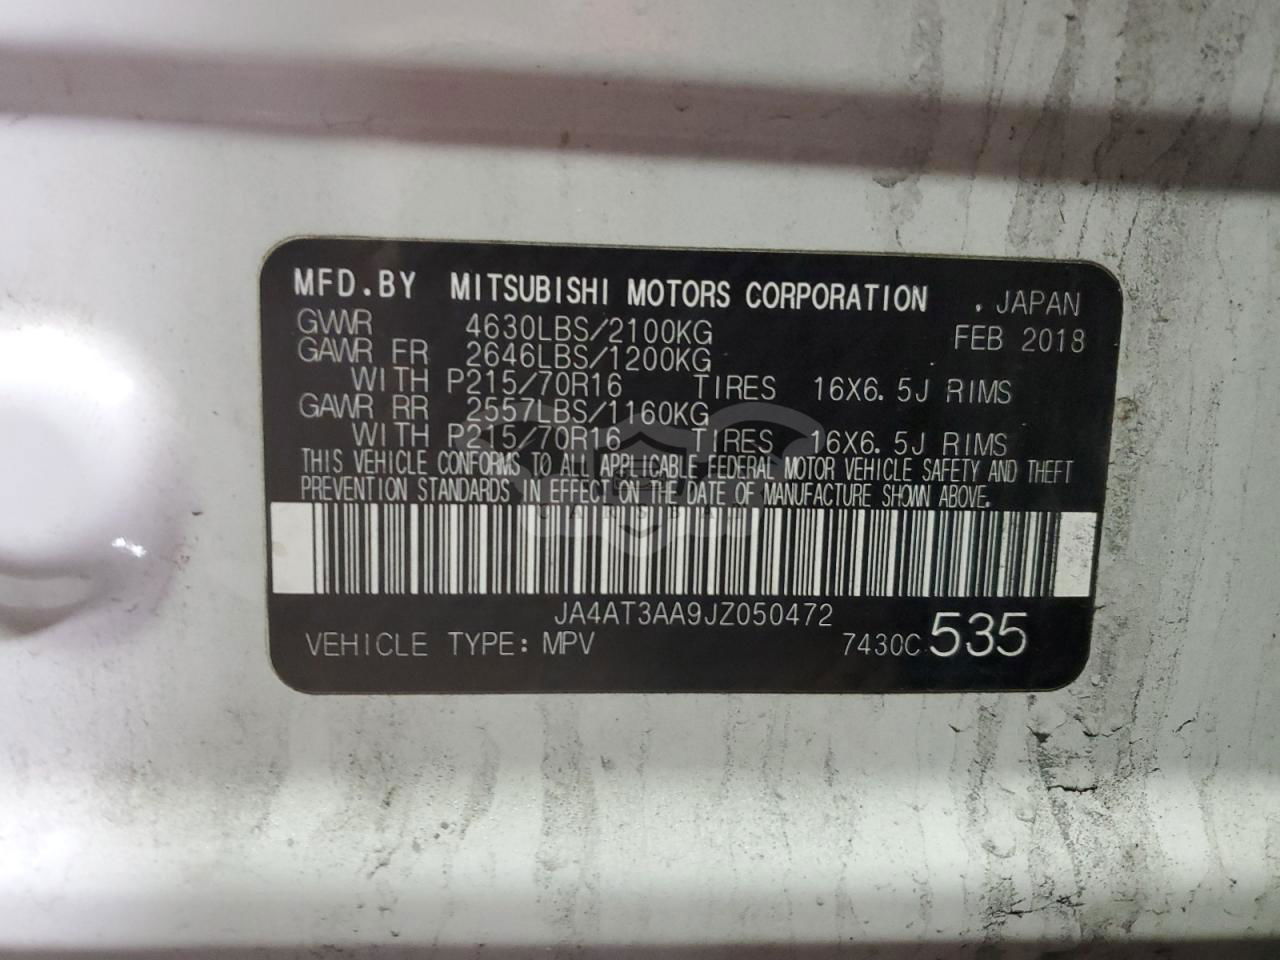 MFD.BY MITSUBISHI MOTORS CORPORATION . JAPAN
GVWR 4630LBS/2100KG FEB 2018
GAWR FR 2646LBS/1200KG
WITH P215/70R16 TIRES 16X6.5J RIMS
GAWR RR 2557LBS/1160KG
WITH P215/70R16 TIRES 16X6.5J RIMS
THIS VEHICLE CONFORMS TO ALL APPLICABLE FEDERAL MOTOR VEHICLE SAFETY AND THEFT
PREVENTION STANDARDS IN EFFECT ON THE DATE OF MANUFACTURE SHOWN ABOVE.
JA4AT3AA9JZ050472
VEHICLE TYPE: MPV 7430C 535